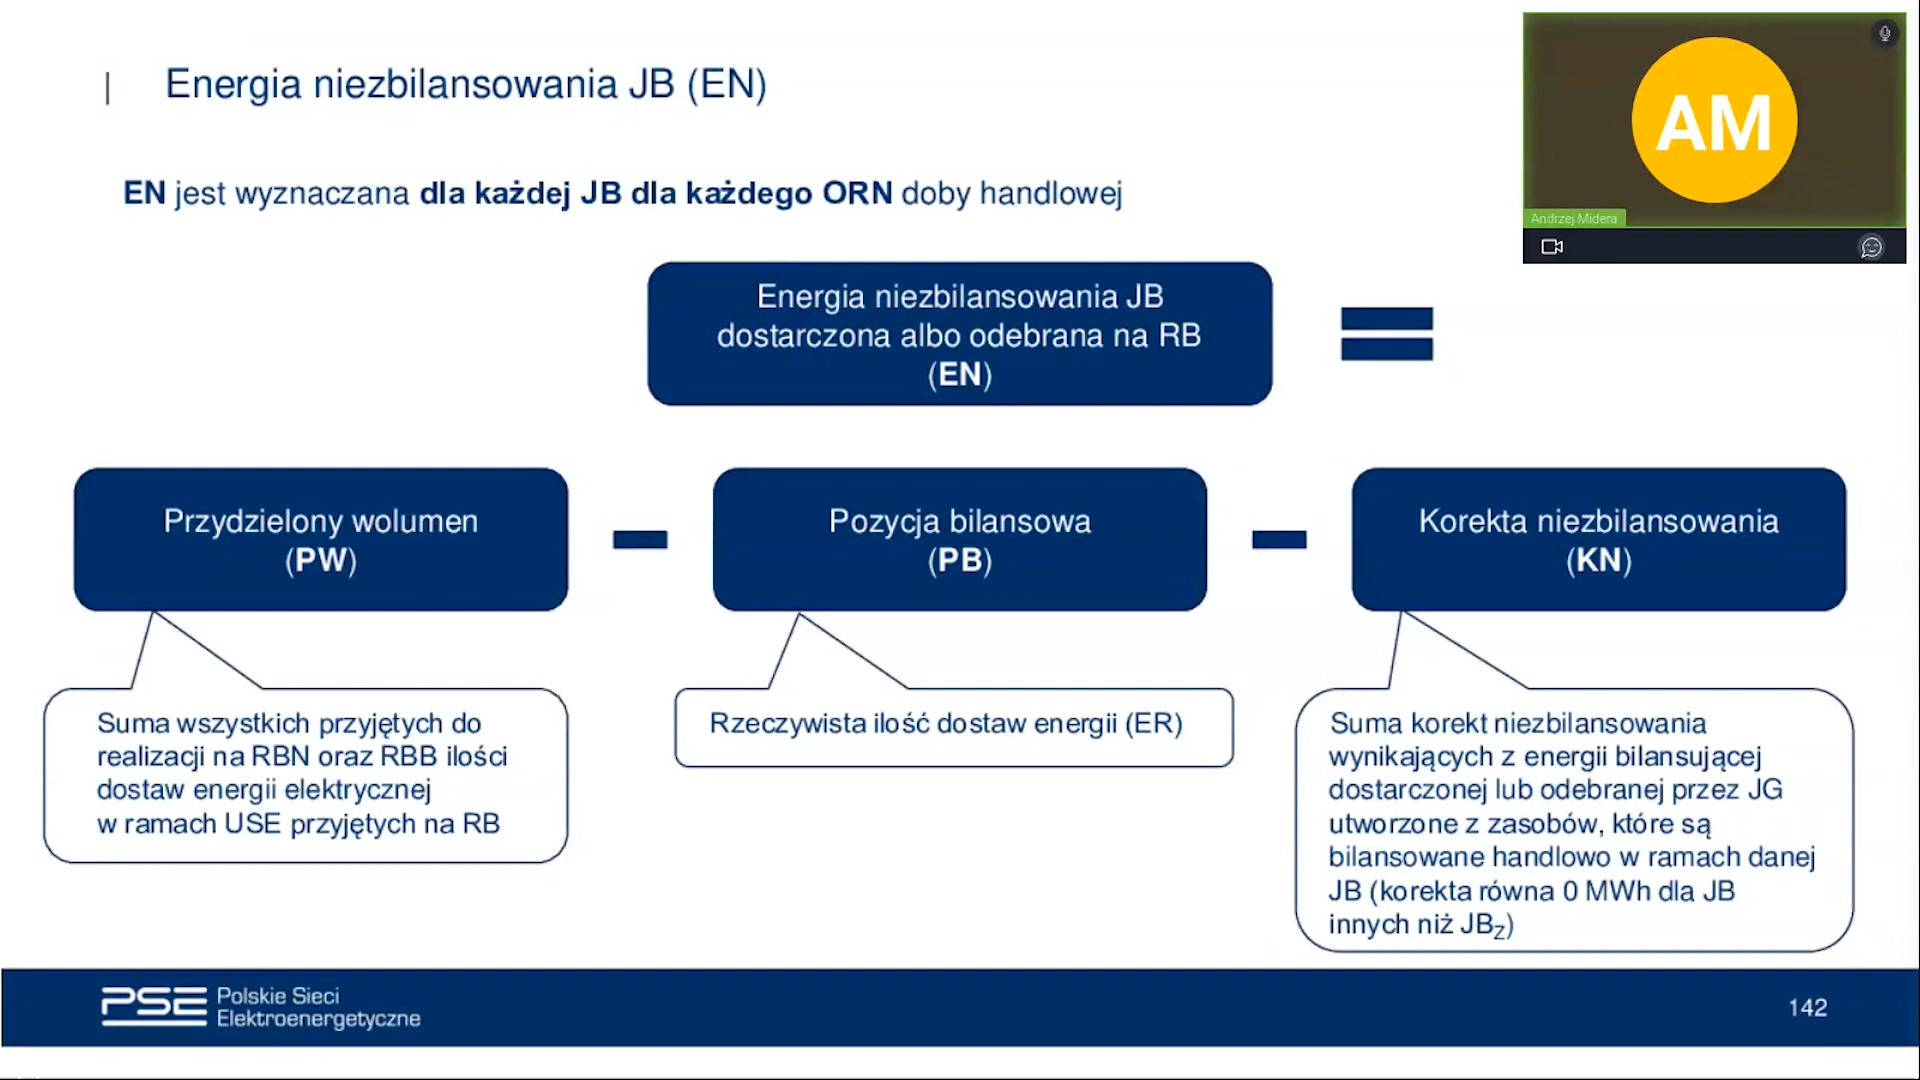 Energia niezbilansowania JB (EN)
AM
Andrzej Midera
EN jest wyznaczana dla każdej JB dla każdego ORN doby handlowej
Energia niezbilansowania JB
dostarczona albo odebrana na RB
(EN)
Przydzielony wolumen
(PW)
Pozycja bilansowa
(PB)
Korekta niezbilansowania
(KN)
Suma wszystkich przyjętych do
realizacji na RBN oraz RBB ilości
dostaw energii elektrycznej
w ramach USE przyjętych na RB
Rzeczywista ilość dostaw energii (ER)
Suma korekt niezbilansowania
wynikających z energii bilansującej
dostarczonej lub odebranej przez JG
utworzone z zasobów, które są
bilansowane handlowo w ramach danej
JB (korekta równa 0 MWh dla JB
innych niż JBZ)
PSE
Polskie Sieci
Elektroenergetyczne
142